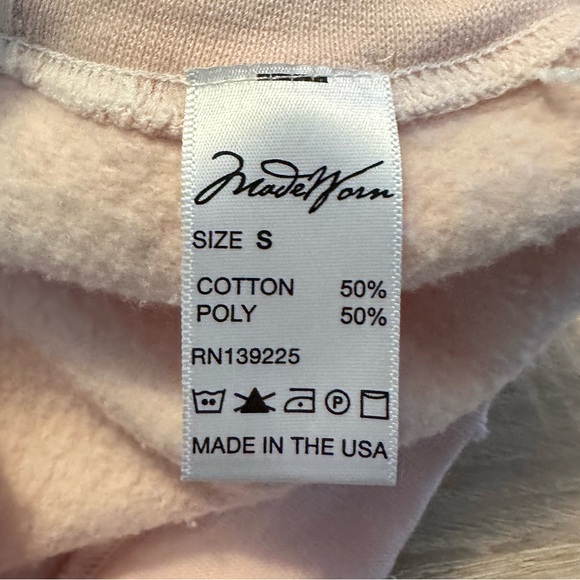 MadeWorn
SIZE S
COTTON 50%
POLY 50%
RN139225
P
MADE IN THE USA